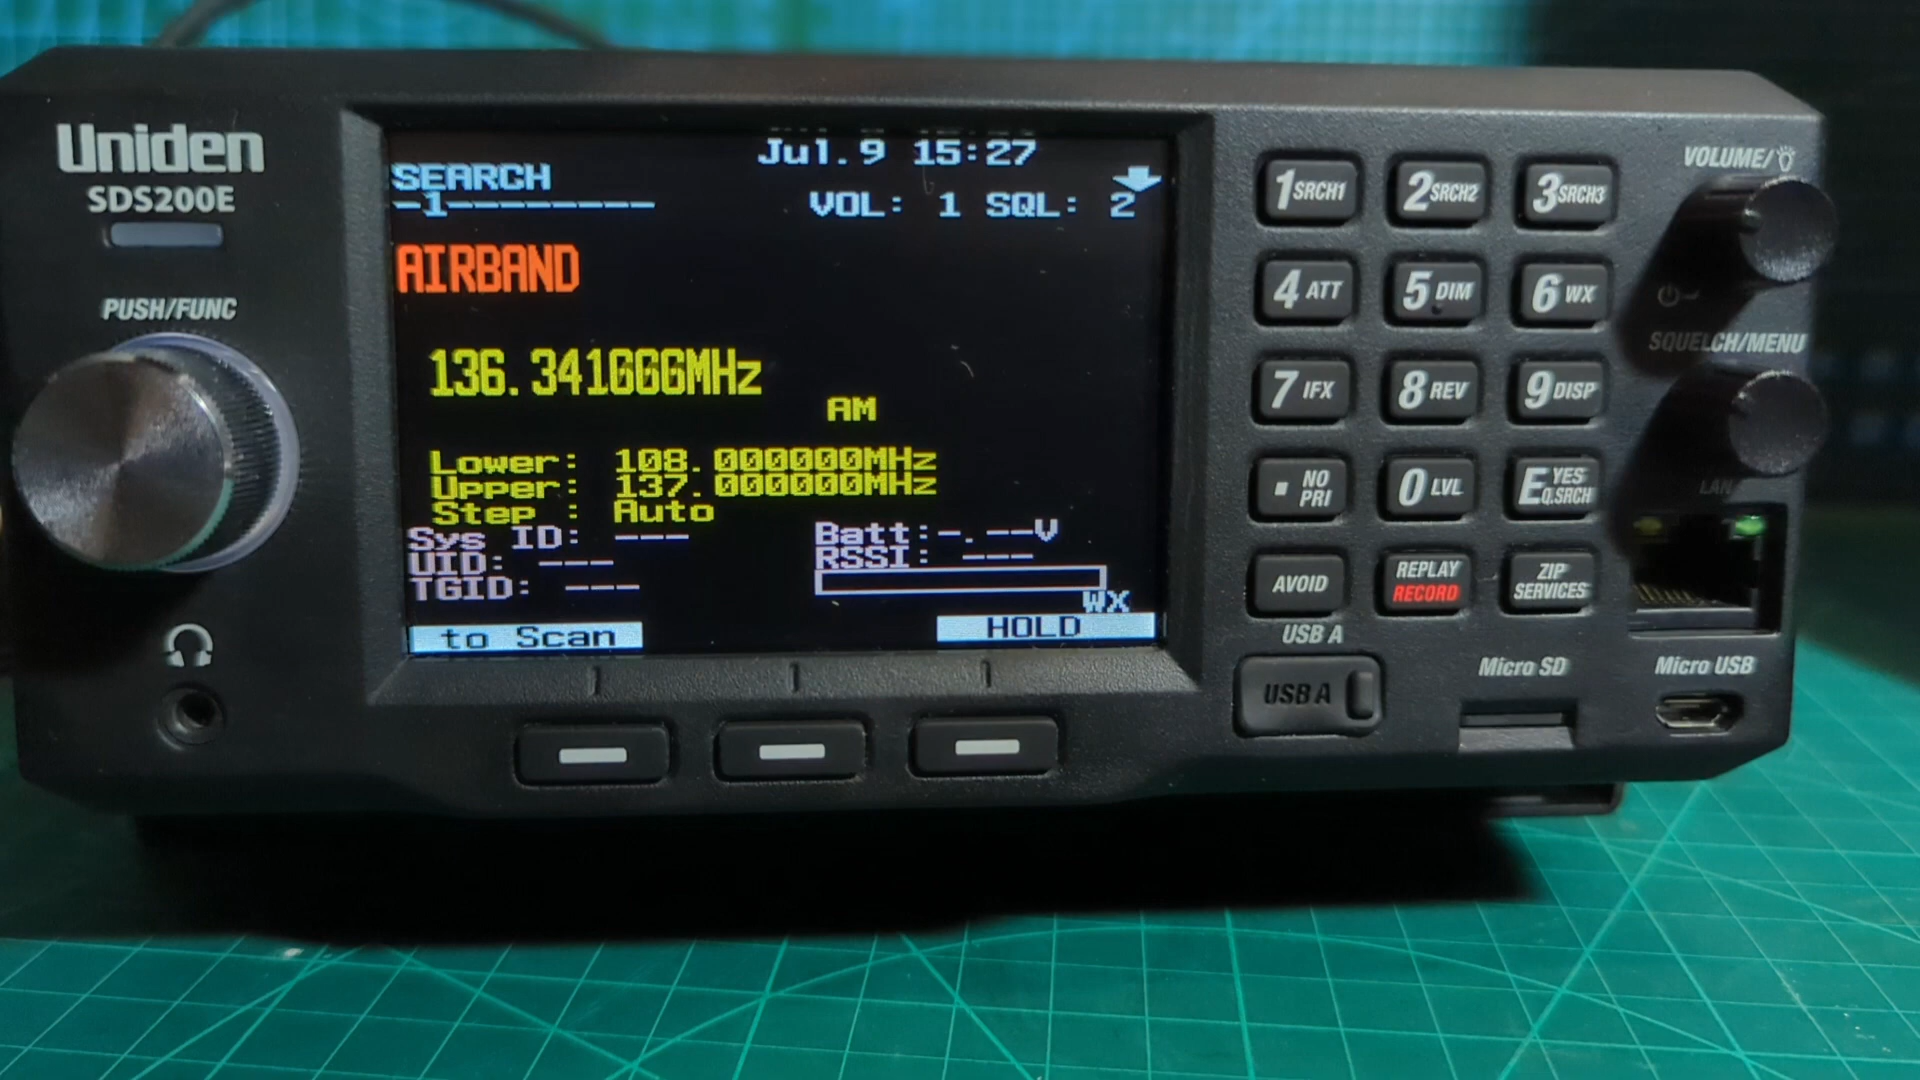 Uniden
SDS200E
PUSH/FUNC
Jul.9 15:27
SEARCH
-1--------
VOL: 1 SQL: 2
AIRBAND
136.341666MHz
AM
Lower: 108.000000MHz
Upper: 137.000000MHz
Step : Auto
Sys ID: ---
UID: ---
TGID: ---
Batt:-.--V
RSSI: ---
WX
to Scan
HOLD
1 SRCH1
2 SRCH2
3 SRCH3
4 ATT
5 DIM
6 WX
7 IFX
8 REV
9 DISP
. NO PRI
0 LVL
E YES Q.SRCH
AVOID
REPLAY
RECORD
ZIP
SERVICES
VOLUME/
SQUELCH/MENU
LAN
USB A
USB A
Micro SD
Micro USB